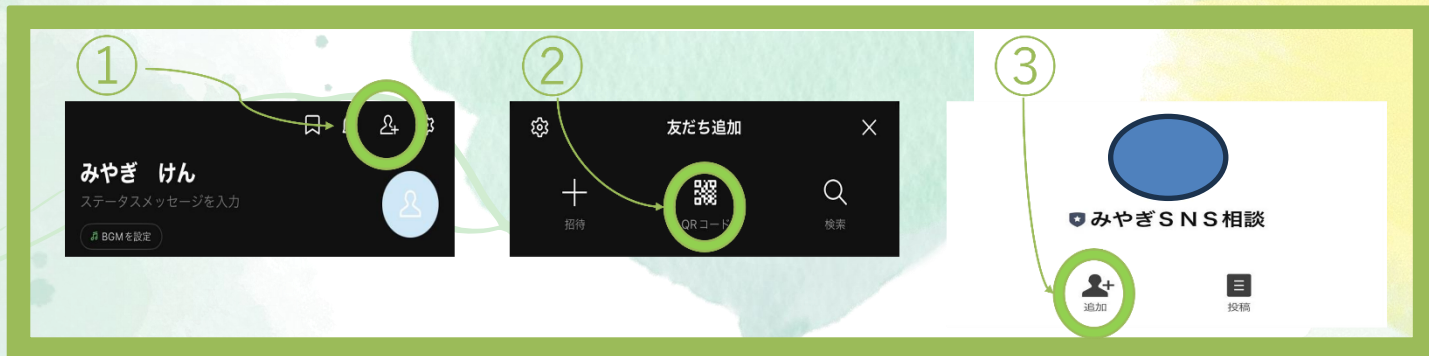 ①
みやぎ けん
ステータスメッセージを入力
BGMを設定
②
友だち追加
招待
QRコード
検索
③
みやぎSNS相談
追加
投稿